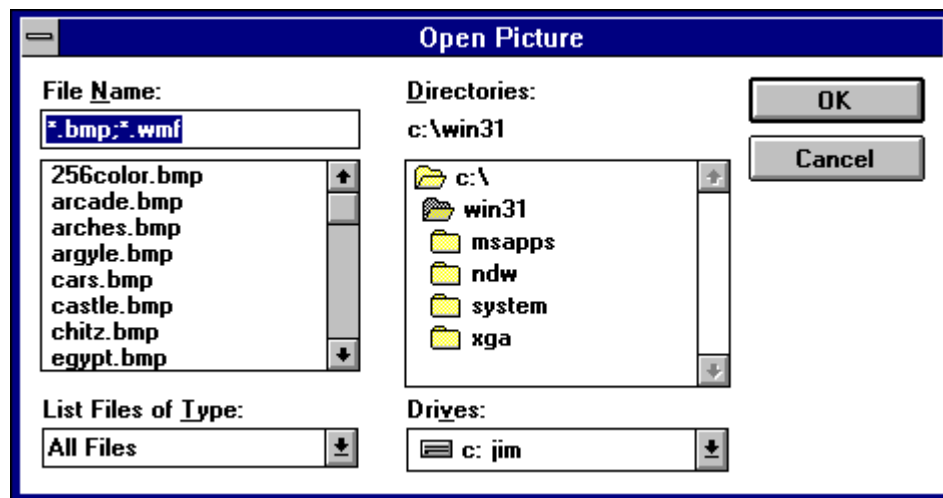 Open Picture
File Name:
*.bmp;*.wmf
256color.bmp
arcade.bmp
arches.bmp
argyle.bmp
cars.bmp
castle.bmp
chitz.bmp
egypt.bmp
List Files of Type:
All Files
Directories:
c:\win31
c:\
win31
msapps
ndw
system
xga
Drives:
c: jim
OK
Cancel